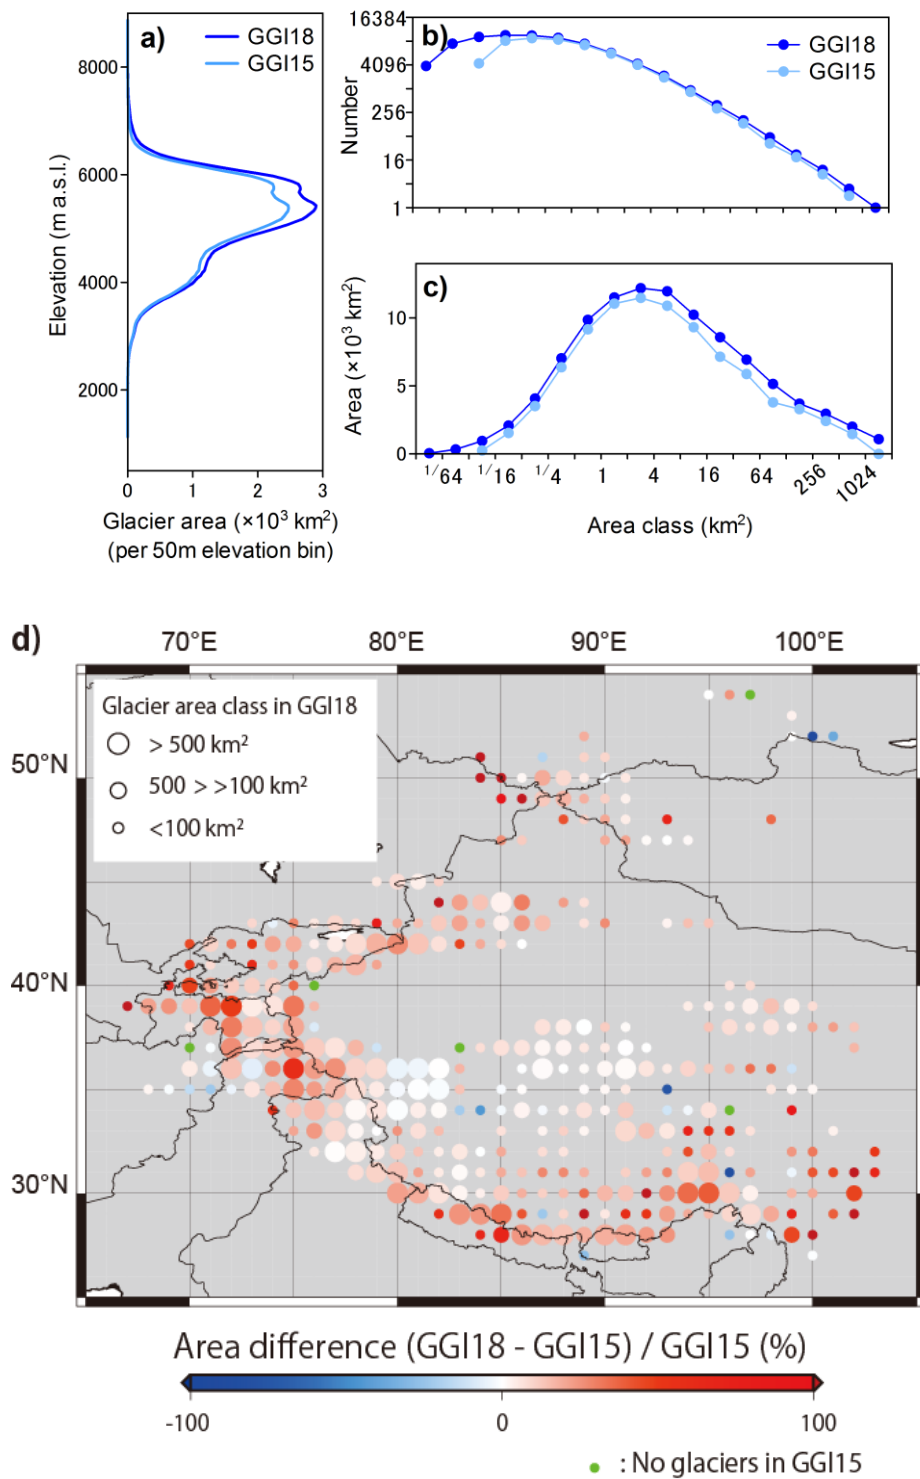 a)
GGI18
GGI15
8000
6000
4000
2000
Elevation (m a.s.l.)
0 1 2 3
Glacier area (×10³ km²)
(per 50m elevation bin)
b)
GGI18
GGI15
16384
4096
256
16
1
Number
c)
10
5
0
Area (×10³ km²)
1/64 1/16 1/4 1 4 16 64 256 1024
Area class (km²)
d)
70°E 80°E 90°E 100°E
Glacier area class in GGI18
> 500 km²
500 > >100 km²
<100 km²
50°N
40°N
30°N
Area difference (GGI18 - GGI15) / GGI15 (%)
-100 0 100
: No glaciers in GGI15